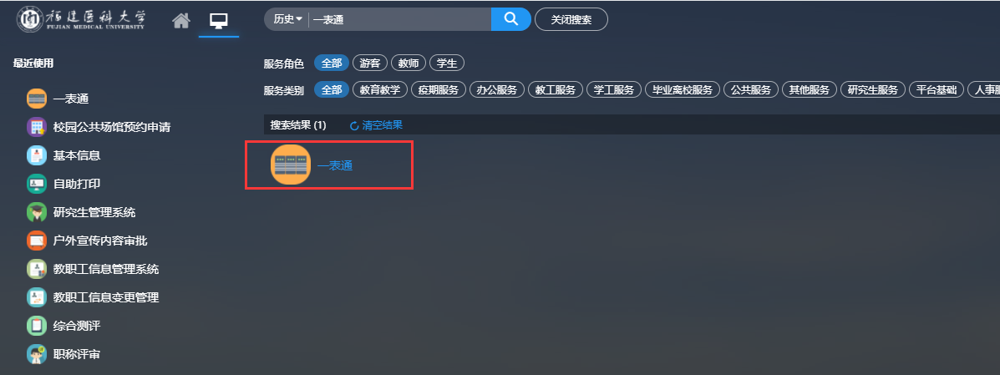 福建医科大学
FUJIAN MEDICAL UNIVERSITY
历史 一表通 关闭搜索
最近使用
一表通
校园公共场馆预约申请
基本信息
自助打印
研究生管理系统
户外宣传内容审批
教职工信息管理系统
教职工信息变更管理
综合测评
职称评审
服务角色 全部 游客 教师 学生
服务类别 全部 教育教学 疫期服务 办公服务 教工服务 学工服务 毕业离校服务 公共服务 其他服务 研究生服务 平台基础 人事服
搜索结果 (1) 清空结果
一表通